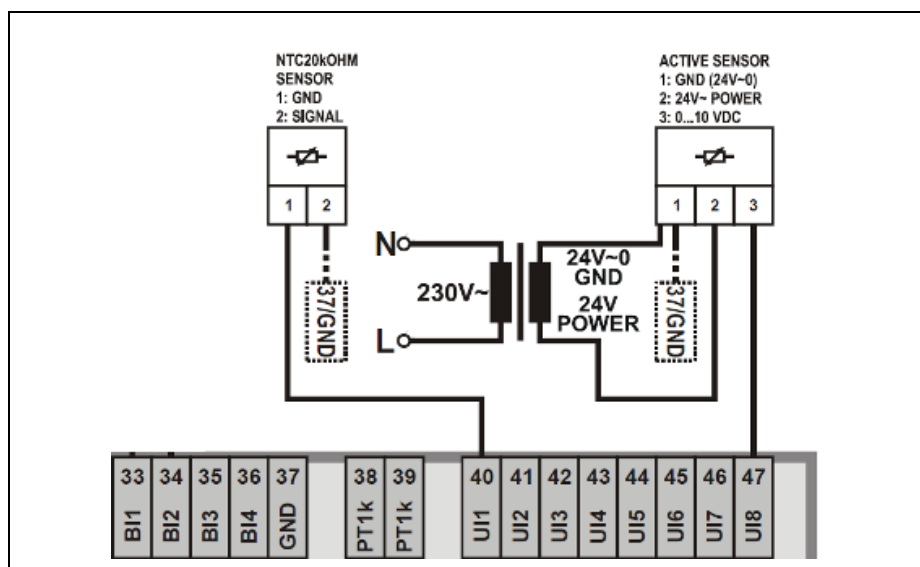 NTC20kOHM
SENSOR
1: GND
2: SIGNAL
1 2
37/GND
N
L
230V~
24V~0
GND
24V
POWER
ACTIVE SENSOR
1: GND (24V~0)
2: 24V~ POWER
3: 0...10 VDC
1 2 3
37/GND
33 34 35 36 37 38 39 40 41 42 43 44 45 46 47
BI1 BI2 BI3 BI4 GND PT1k PT1k UI1 UI2 UI3 UI4 UI5 UI6 UI7 UI8